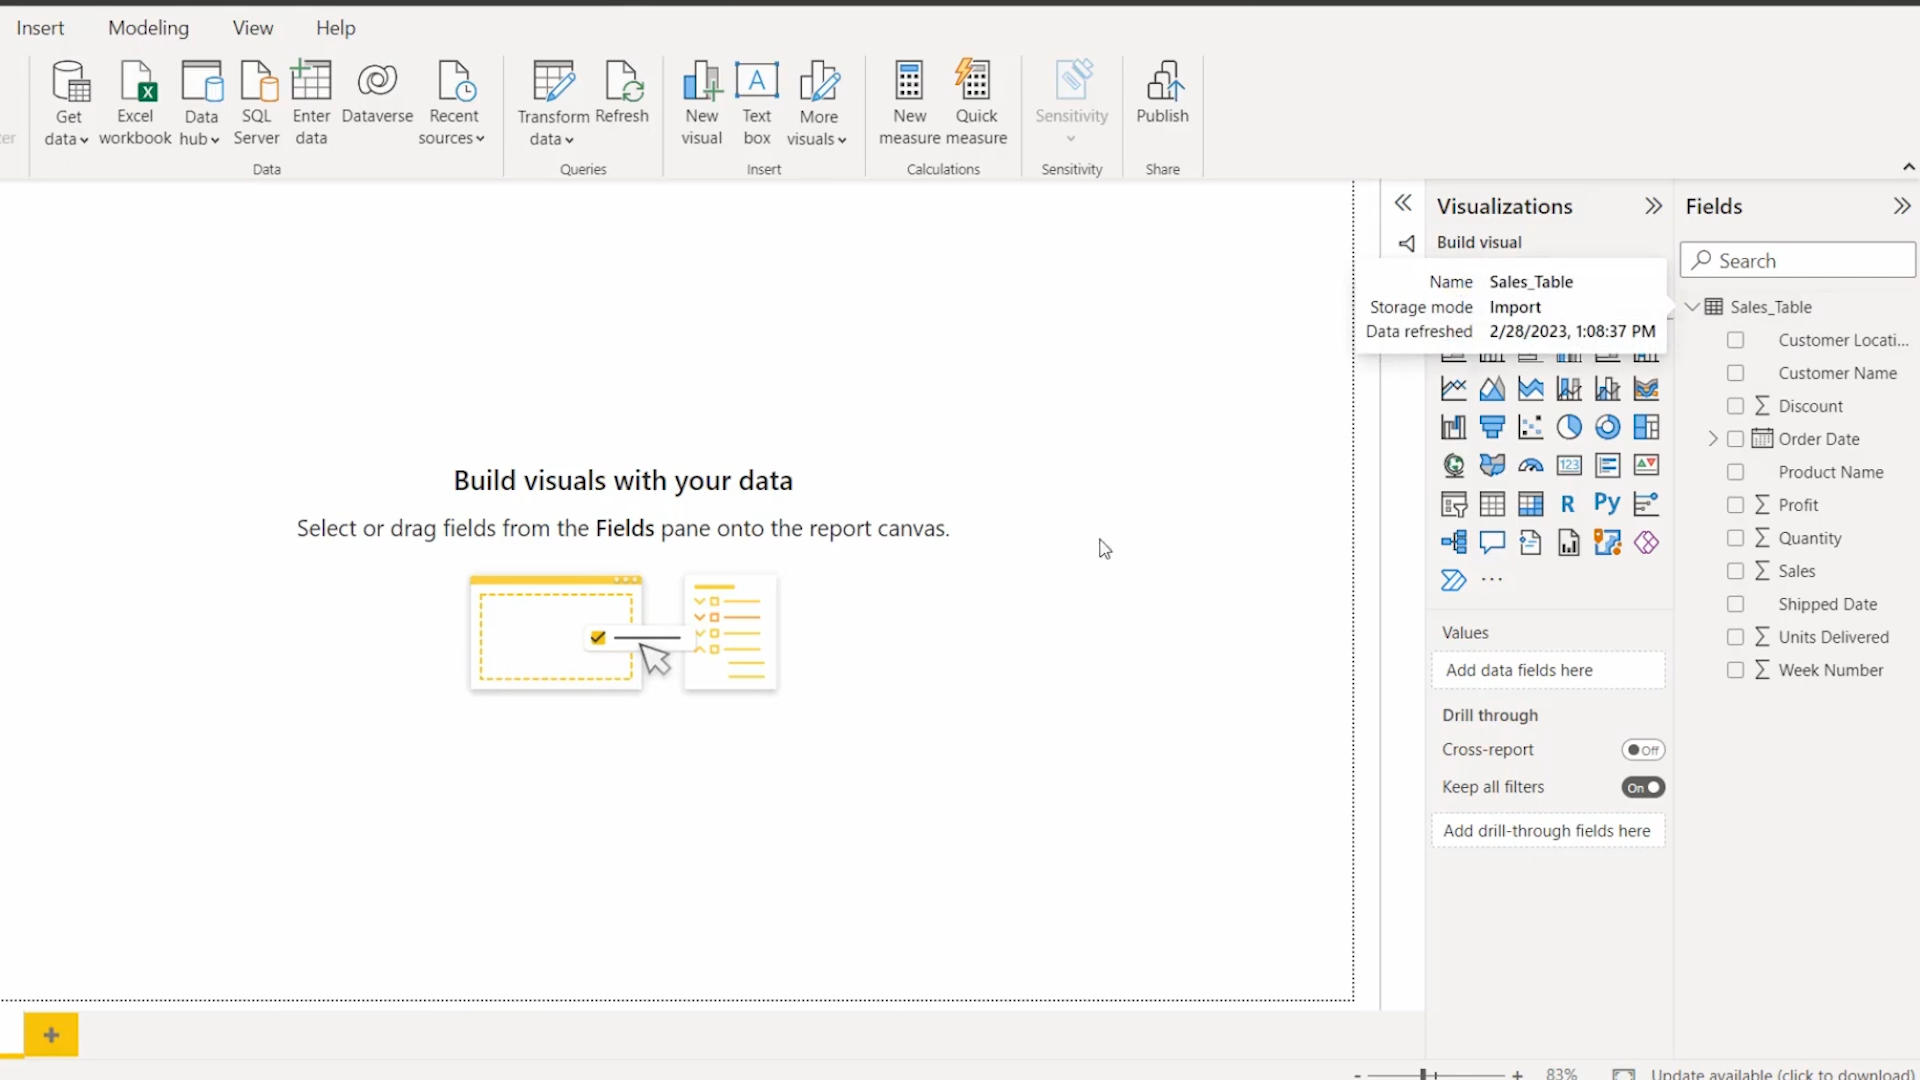 Insert Modeling View Help
Get data
Excel workbook
Data hub
SQL Server
Enter data
Dataverse
Recent sources
Transform data
Refresh
New visual
Text box
More visuals
New measure
Quick measure
Sensitivity
Publish
Data Queries Insert Calculations Sensitivity Share
Build visuals with your data
Select or drag fields from the Fields pane onto the report canvas.
Visualizations
Build visual
Name Sales_Table
Storage mode Import
Data refreshed 2/28/2023, 1:08:37 PM
123
R
Py
...
Values
Add data fields here
Drill through
Cross-report Off
Keep all filters On
Add drill-through fields here
Fields
Search
Sales_Table
Customer Locati...
Customer Name
∑ Discount
Order Date
Product Name
∑ Profit
∑ Quantity
∑ Sales
Shipped Date
∑ Units Delivered
∑ Week Number
- + 83% Update available (click to download)